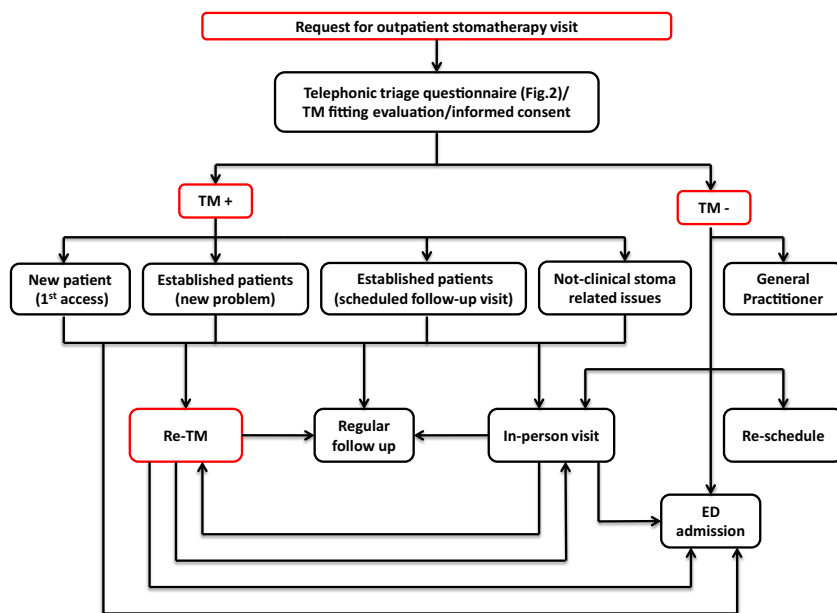 Request for outpatient stomatherapy visit
Telephonic triage questionnaire (Fig.2)/
TM fitting evaluation/informed consent
TM +
TM -
New patient
(1st access)
Established patients
(new problem)
Established patients
(scheduled follow-up visit)
Not-clinical stoma
related issues
General
Practitioner
Re-TM
Regular
follow up
In-person visit
Re-schedule
ED
admission